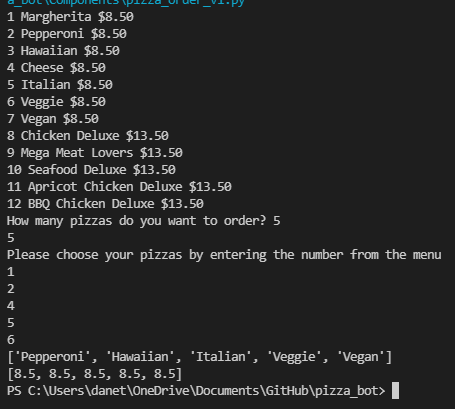 a_bot\components\pizza_order_v1.py
1 Margherita $8.50
2 Pepperoni $8.50
3 Hawaiian $8.50
4 Cheese $8.50
5 Italian $8.50
6 Veggie $8.50
7 Vegan $8.50
8 Chicken Deluxe $13.50
9 Mega Meat Lovers $13.50
10 Seafood Deluxe $13.50
11 Apricot Chicken Deluxe $13.50
12 BBQ Chicken Deluxe $13.50
How many pizzas do you want to order? 5
5
Please choose your pizzas by entering the number from the menu
1
2
4
5
6
['Pepperoni', 'Hawaiian', 'Italian', 'Veggie', 'Vegan']
[8.5, 8.5, 8.5, 8.5, 8.5]
PS C:\Users\danet\OneDrive\Documents\GitHub\pizza_bot>